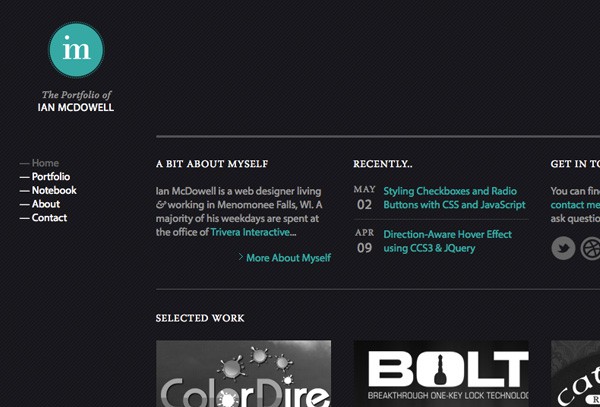 im
The Portfolio of
IAN MCDOWELL
— Home
— Portfolio
— Notebook
— About
— Contact
A BIT ABOUT MYSELF
Ian McDowell is a web designer living
& working in Menomonee Falls, WI. A
majority of his weekdays are spent at
the office of Trivera Interactive...
> More About Myself
RECENTLY..
MAY
02
Styling Checkboxes and Radio
Buttons with CSS and JavaScript
APR
09
Direction-Aware Hover Effect
using CCS3 & JQuery
GET IN TO
You can fin
contact me
ask questio
SELECTED WORK
ColorDire
BOLT
BREAKTHROUGH ONE-KEY LOCK TECHNOLOG
cat
R